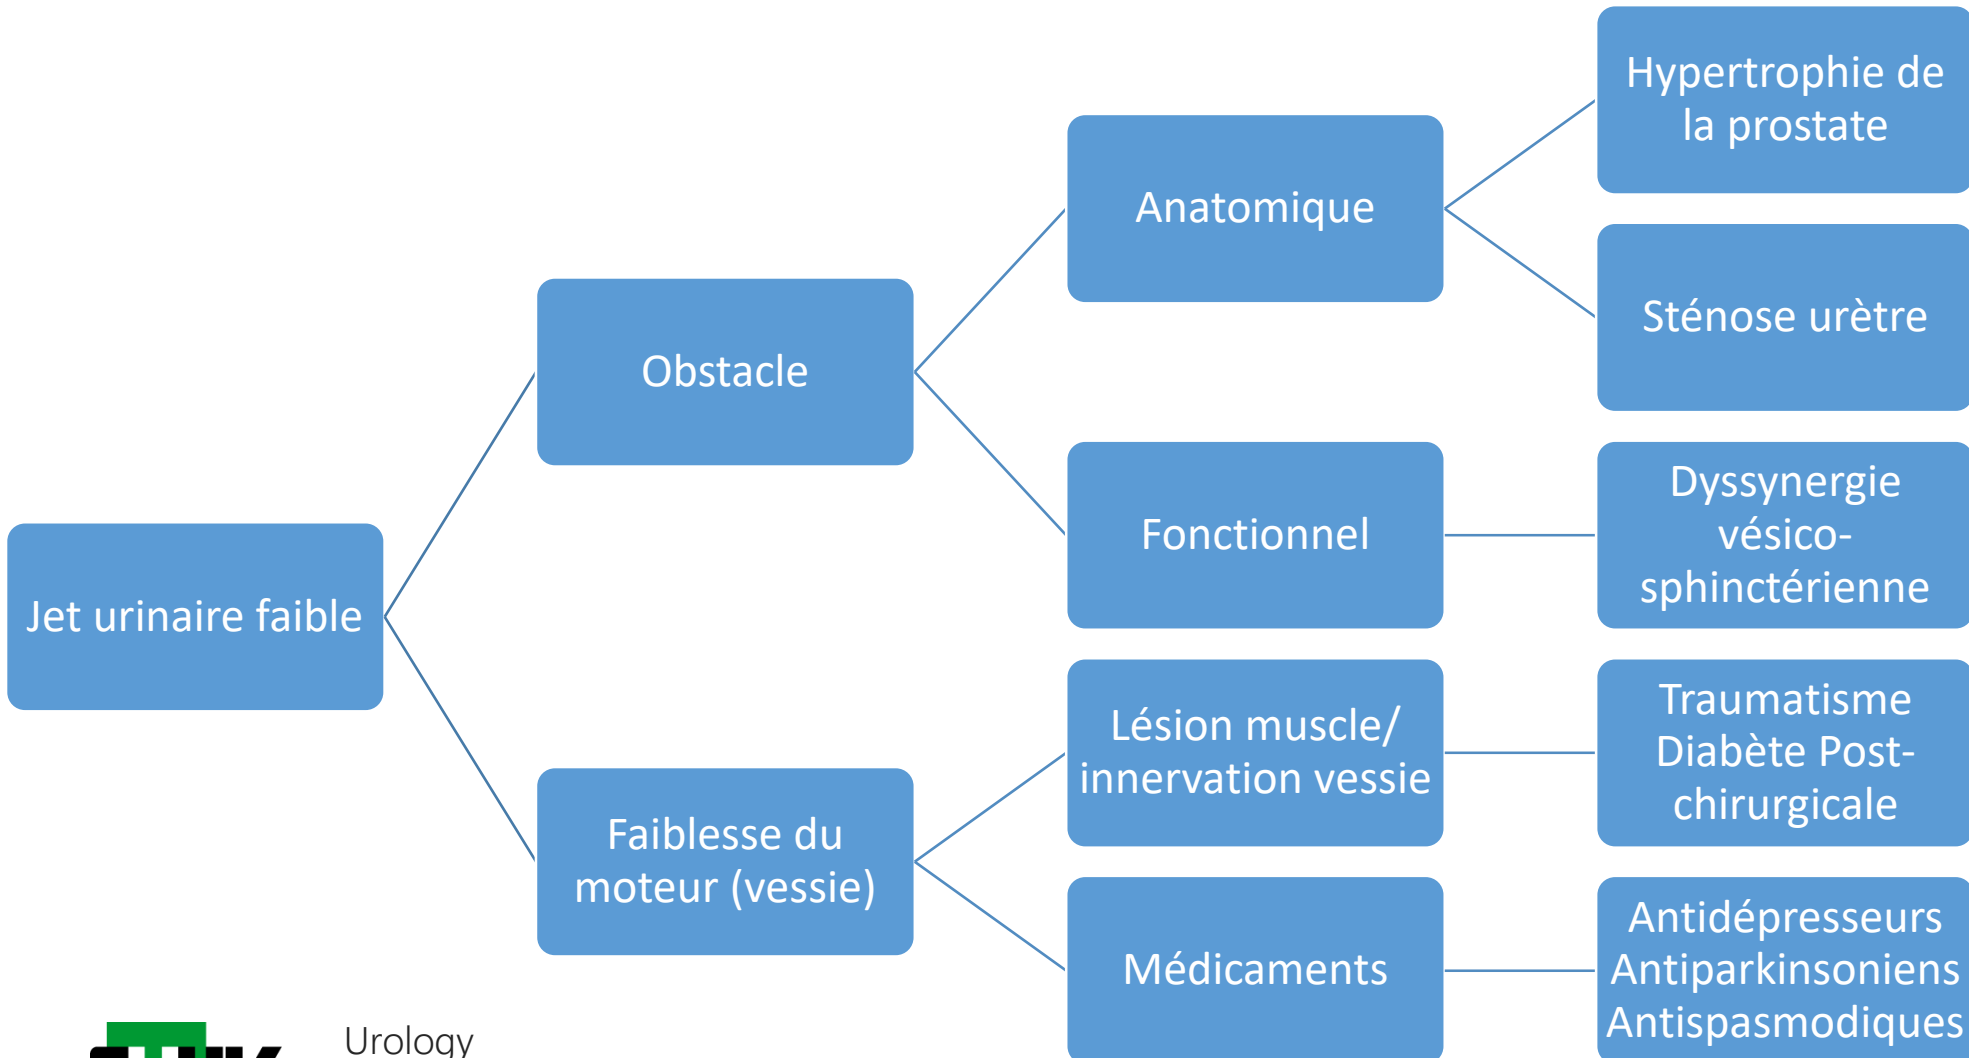 Jet urinaire faible
Obstacle
Faiblesse du
moteur (vessie)
Anatomique
Fonctionnel
Lésion muscle/
innervation vessie
Médicaments
Hypertrophie de
la prostate
Sténose urètre
Dyssynergie
vésico-
sphinctérienne
Traumatisme
Diabète Post-
chirurgicale
Antidépresseurs
Antiparkinsoniens
Antispasmodiques
Urology